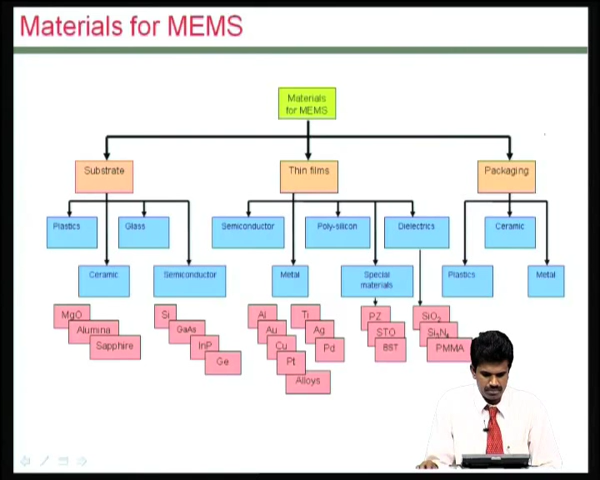 Materials for MEMS
Materials
for MEMS
Substrate
Thin films
Packaging
Plastics
Glass
Semiconductor
Poly-silicon
Dielectrics
Ceramic
Ceramic
Semiconductor
Metal
Special
materials
Plastics
Metal
MgO
Alumina
Sapphire
Si
GaAs
InP
Ge
Al
Au
Cu
Pt
Alloys
Ti
Ag
Pd
PZ
STO
BST
SiO₂
Si₃N₄
PMMA